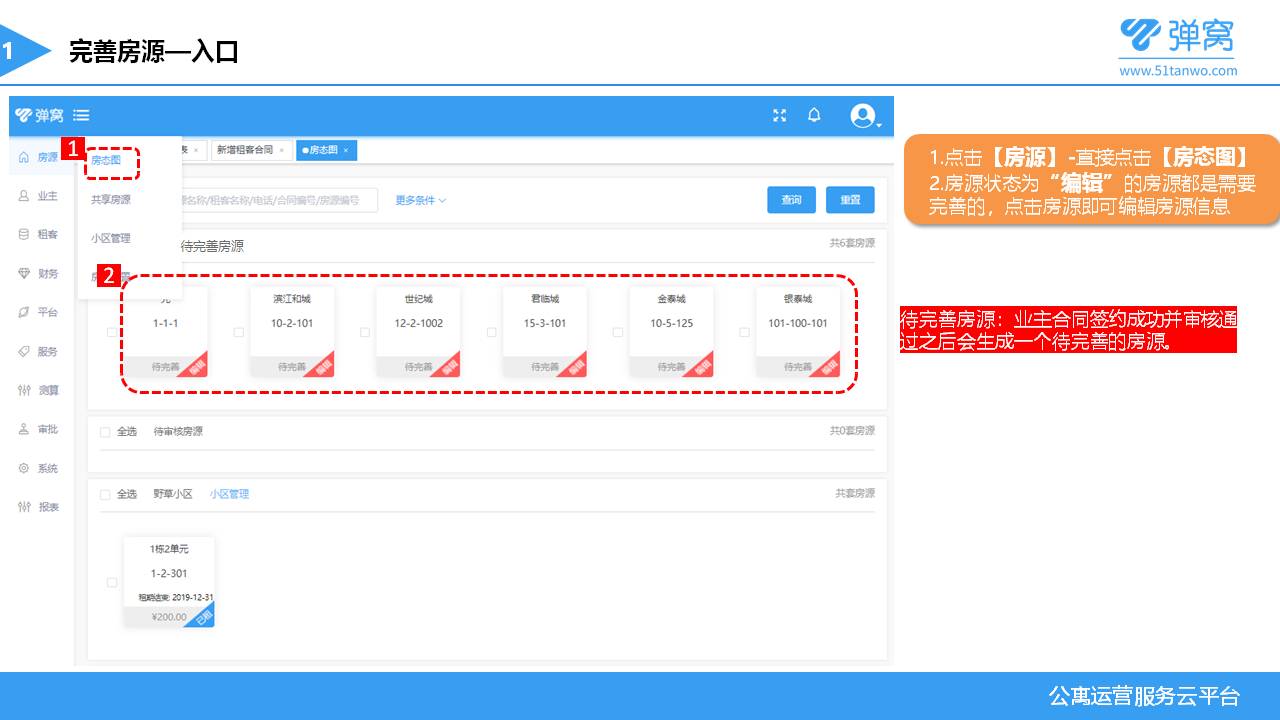 1
完善房源—入口
弹窝
www.51tanwo.com
弹窝
房源
业主
租客
财务
平台
服务
测算
审批
系统
报表
1
房态图
共享房源
小区管理
2
表 × 新增租客合同 × 房态图 ×
源名称/租客名称/电话/合同编号/房源编号 更多条件 查询 重置
待完善房源 共6套房源
元 滨江和城 世纪城 君临城 金泰城 银泰城
1-1-1 10-2-101 12-2-1002 15-3-101 10-5-125 101-100-101
待完善 编辑 待完善 编辑 待完善 编辑 待完善 编辑 待完善 编辑 待完善 编辑
全选 待审核房源 共0套房源
全选 野草小区 小区管理 共套房源
1栋2单元
1-2-301
租期结束: 2019-12-31
¥200.00 已租
1.点击【房源】-直接点击【房态图】
2.房源状态为“编辑”的房源都是需要
完善的，点击房源即可编辑房源信息
待完善房源：业主合同签约成功并审核通
过之后会生成一个待完善的房源。
公寓运营服务云平台